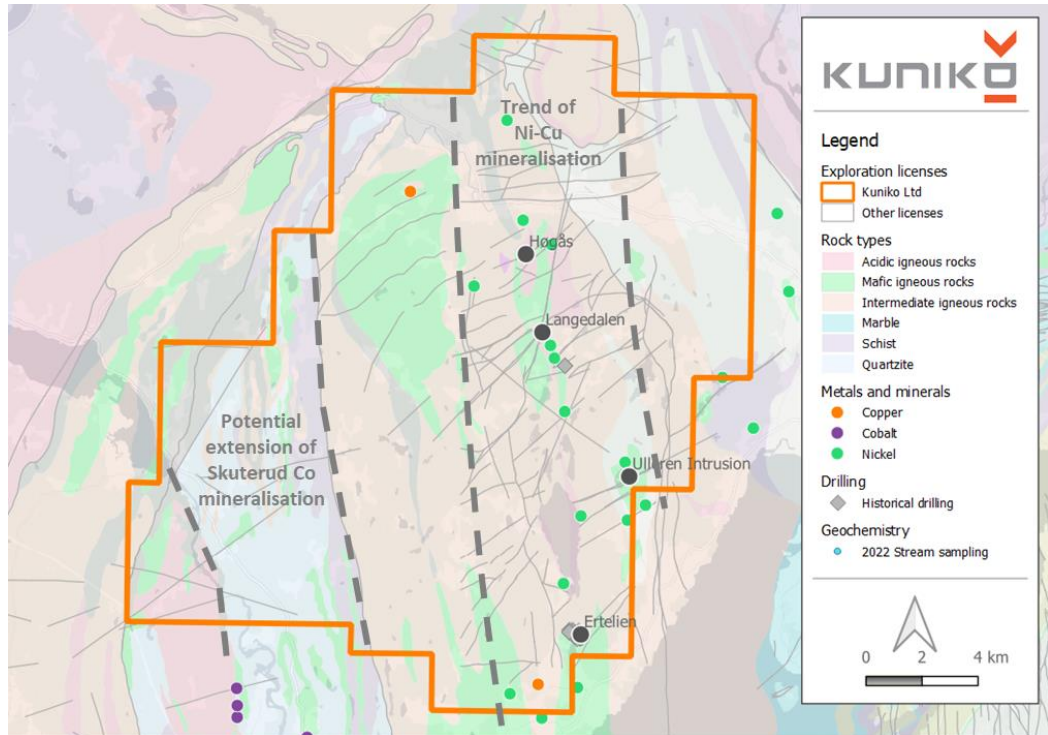 Trend of
Ni-Cu
mineralisation
Høgås
Langedalen
Potential
extension of
Skuterud Co
mineralisation
Ulleren Intrusion
Ertelien
KUNIKO
Legend
Exploration licenses
Kuniko Ltd
Other licenses
Rock types
Acidic igneous rocks
Mafic igneous rocks
Intermediate igneous rocks
Marble
Schist
Quartzite
Metals and minerals
Copper
Cobalt
Nickel
Drilling
Historical drilling
Geochemistry
2022 Stream sampling
0 2 4 km